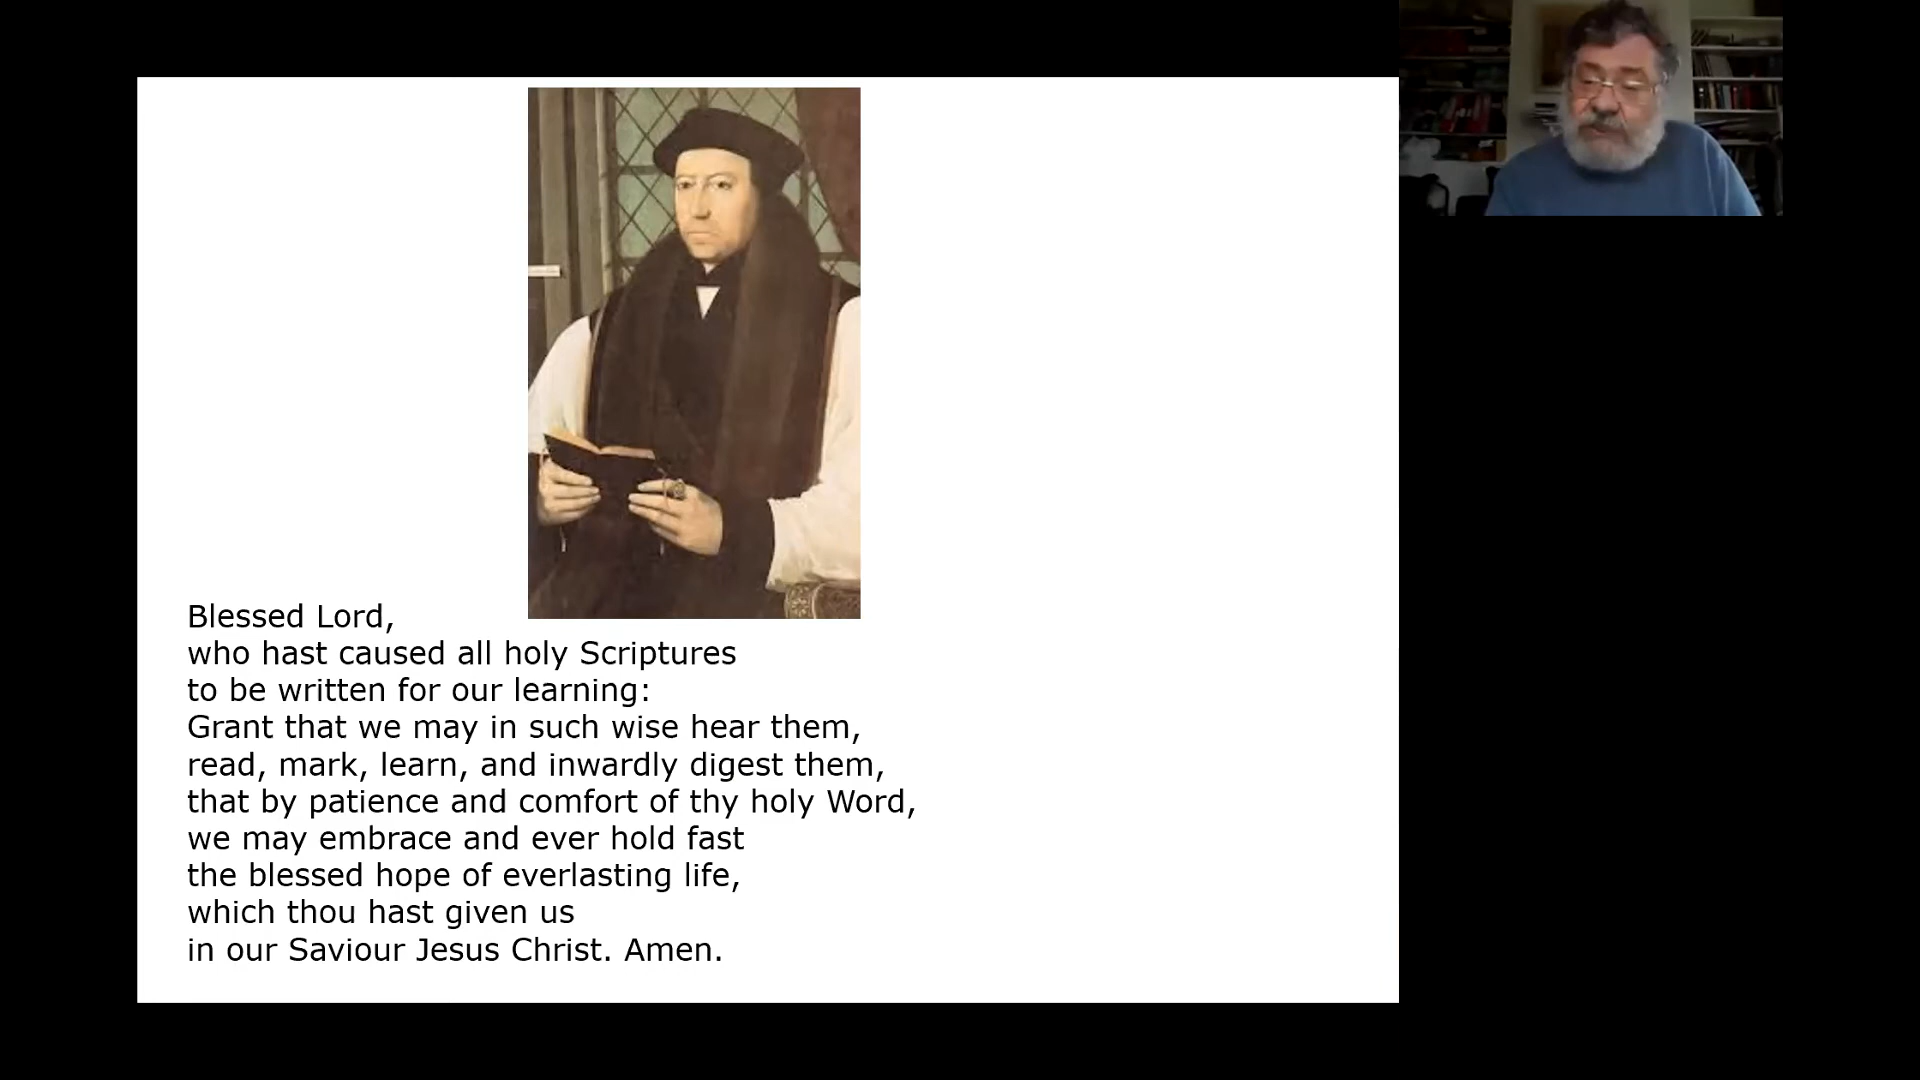 Blessed Lord,
who hast caused all holy Scriptures
to be written for our learning:
Grant that we may in such wise hear them,
read, mark, learn, and inwardly digest them,
that by patience and comfort of thy holy Word,
we may embrace and ever hold fast
the blessed hope of everlasting life,
which thou hast given us
in our Saviour Jesus Christ. Amen.